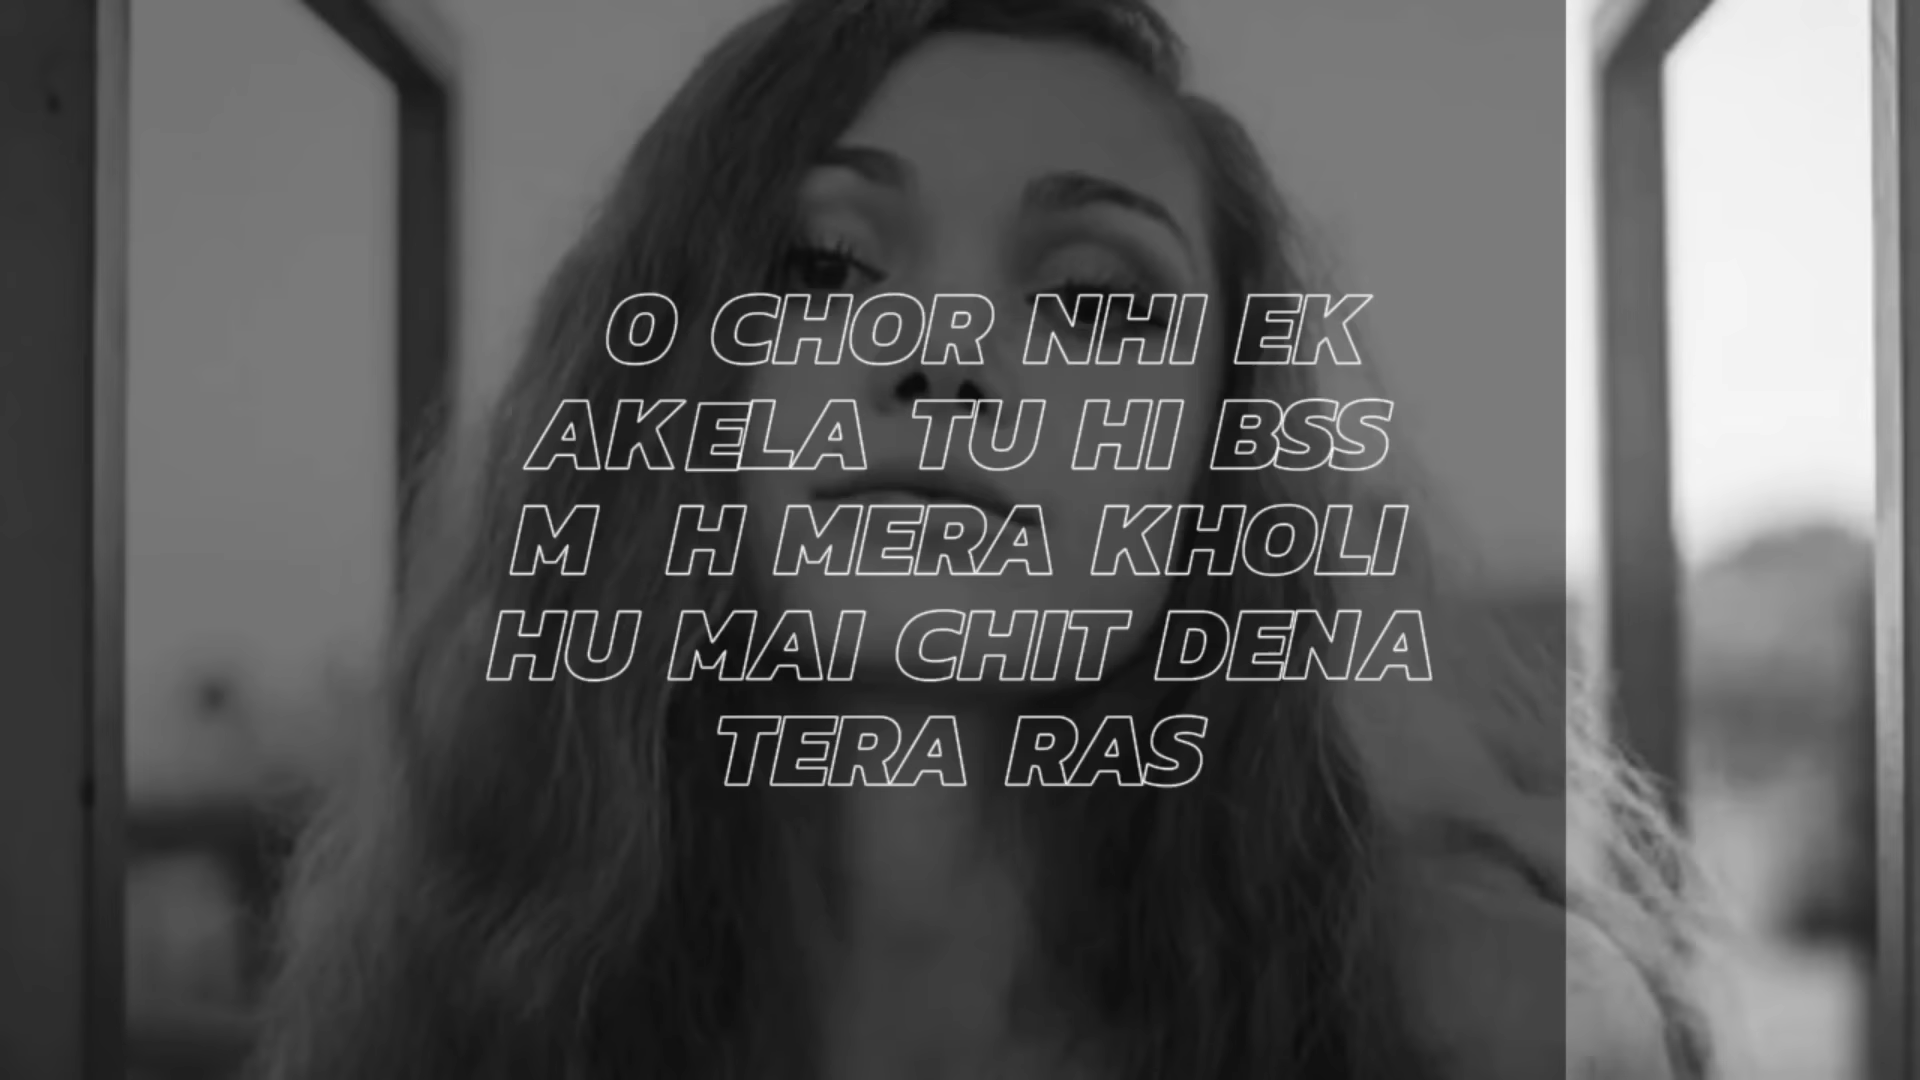 O CHOR NHI EK
AKELA TU HI BSS
M H MERA KHOLI
HU MAI CHIT DENA
TERA RAS